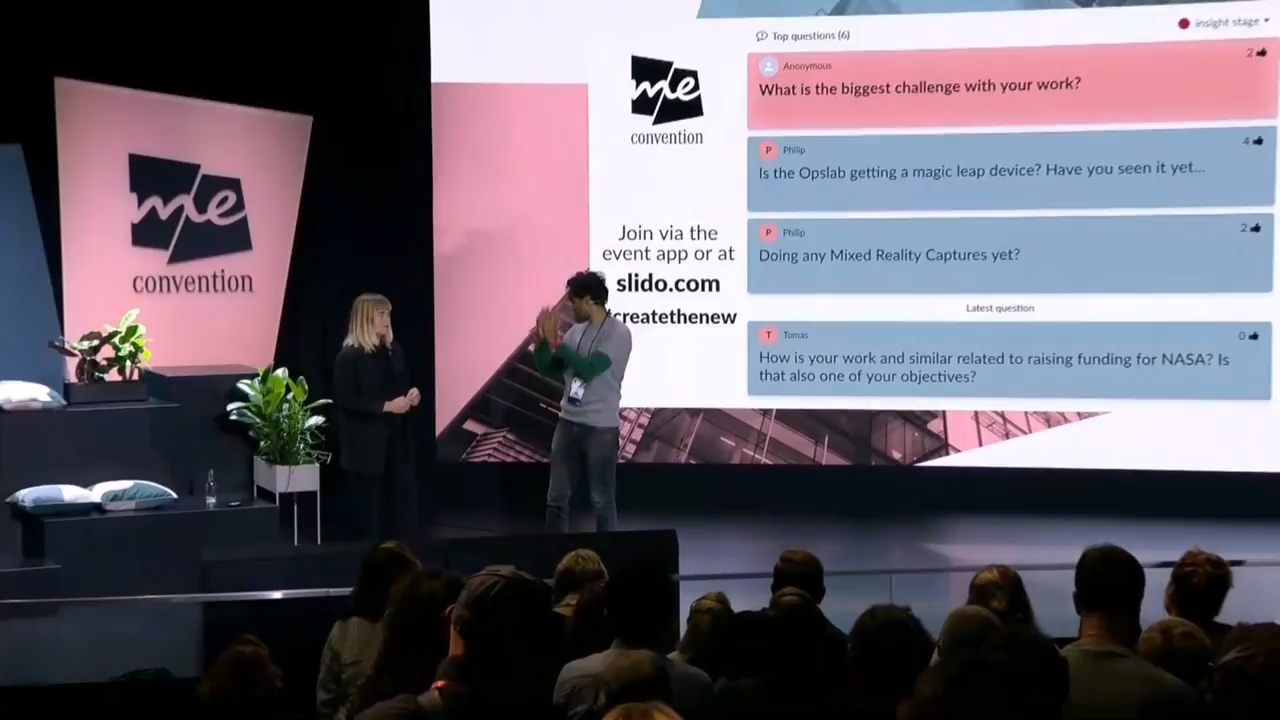 me
convention
me
convention
Join via the
event app or at
slido.com
createthenew
insight stage
Top questions (6)
Anonymous
2
What is the biggest challenge with your work?
P Philip
4
Is the Opslab getting a magic leap device? Have you seen it yet...
P Philip
2
Doing any Mixed Reality Captures yet?
Latest question
T Tomas
0
How is your work and similar related to raising funding for NASA? Is
that also one of your objectives?